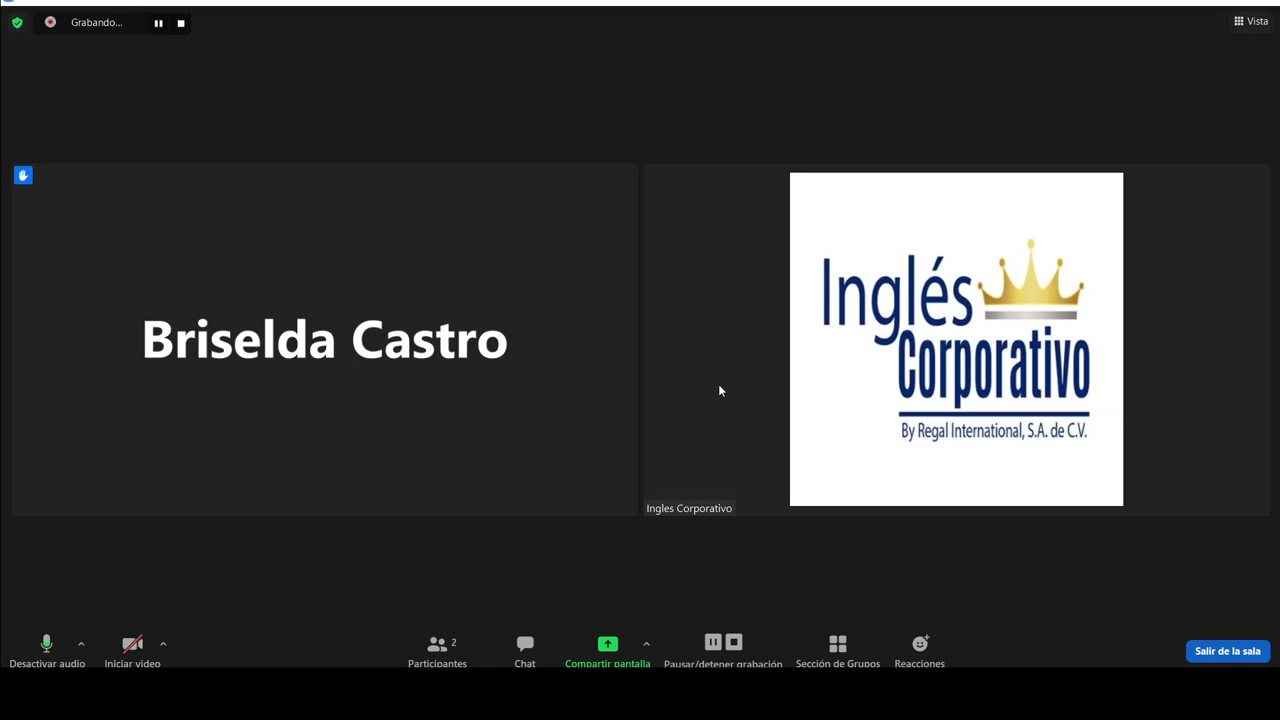 Grabando...
Vista
Briselda Castro
Inglés
Corporativo
By Regal International, S.A. de C.V.
Ingles Corporativo
2
Desactivar audio
Iniciar video
Participantes
Chat
Compartir pantalla
Pausar/detener grabación
Sección de Grupos
Reacciones
Salir de la sala